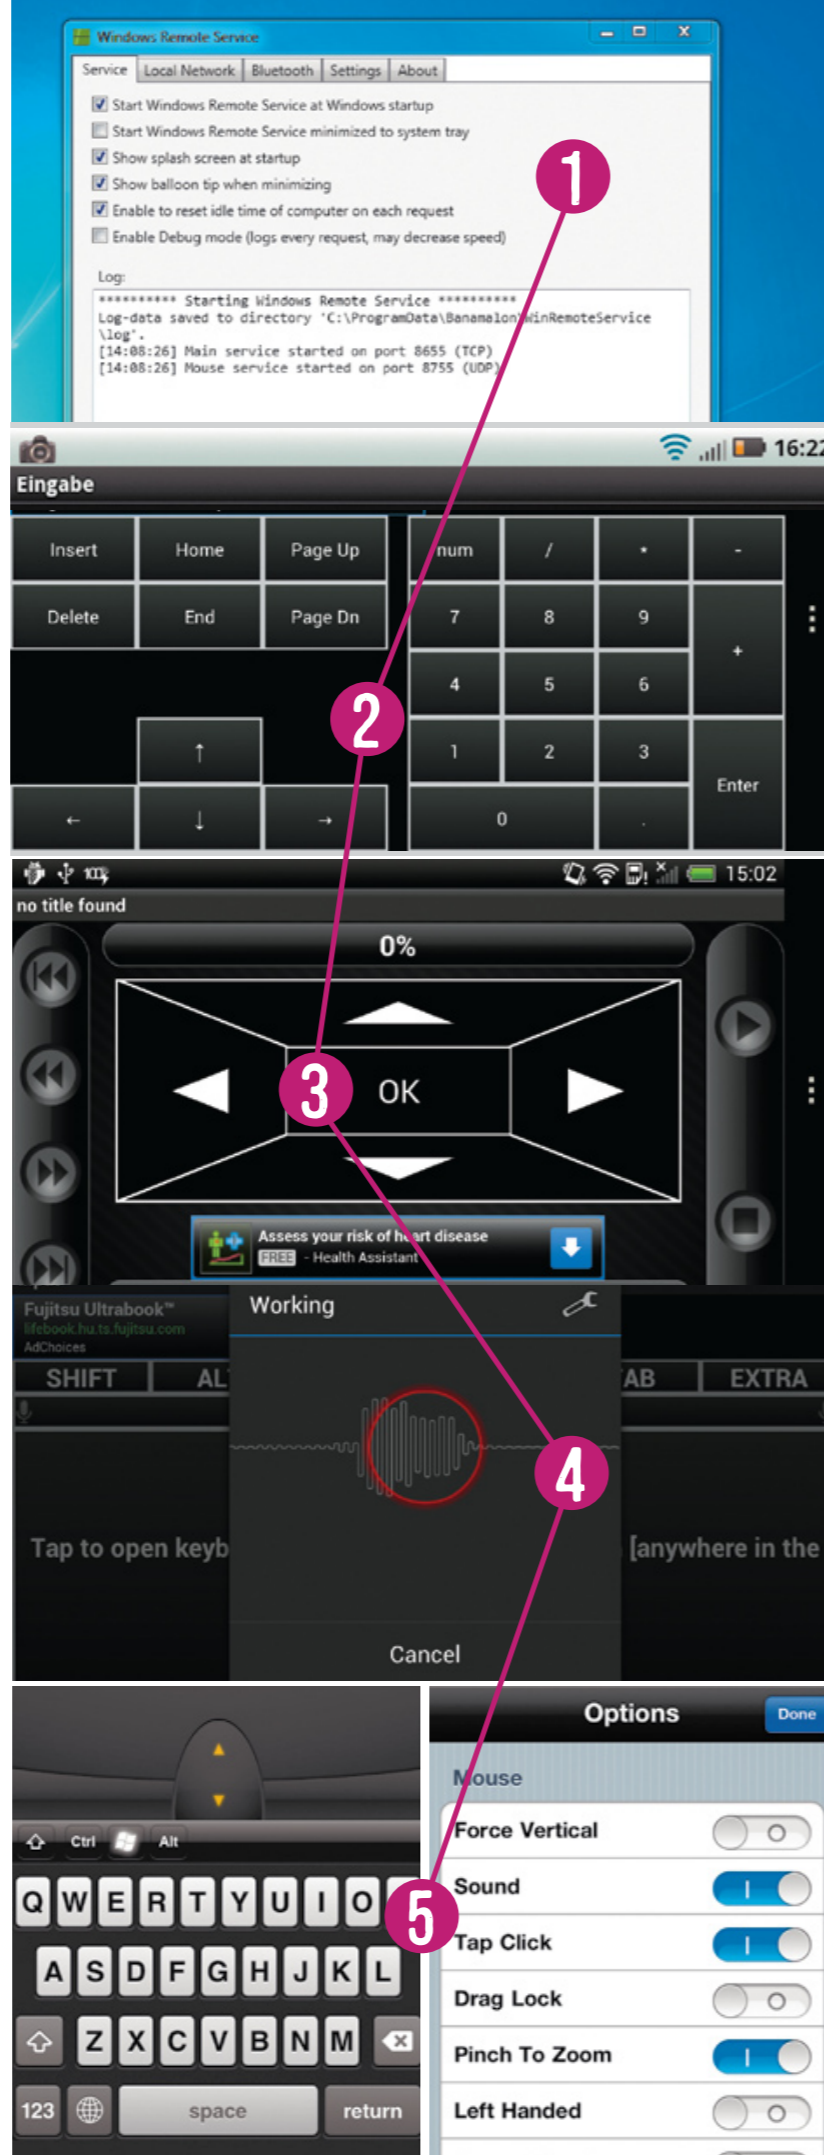 Windows Remote Service
Service Local Network Bluetooth Settings About
Start Windows Remote Service at Windows startup
Start Windows Remote Service minimized to system tray
Show splash screen at startup
Show balloon tip when minimizing
Enable to reset idle time of computer on each request
Enable Debug mode (logs every request, may decrease speed)
1
Log:
********** Starting Windows Remote Service **********
Log-data saved to directory 'C:\ProgramData\Banamalon\WinRemoteService
\log'.
[14:08:26] Main service started on port 8655 (TCP)
[14:08:26] Mouse service started on port 8755 (UDP)
16:22
Eingabe
Insert Home Page Up num / * -
Delete End Page Dn 7 8 9 +
4 5 6
2
↑ 1 2 3 Enter
← ↓ → 0 .
100 15:02
no title found
0%
3
OK
Assess your risk of heart disease
FREE - Health Assistant
Fujitsu Ultrabook™
lifebook.hu.ts.fujitsu.com
AdChoices
Working
SHIFT AL AB EXTRA
4
Tap to open keyb [anywhere in the
Cancel
Ctrl Alt
Q W E R T Y U I O
A S D F G H J K L
Z X C V B N M
123 space return
5
Options Done
Mouse
Force Vertical
Sound
Tap Click
Drag Lock
Pinch To Zoom
Left Handed